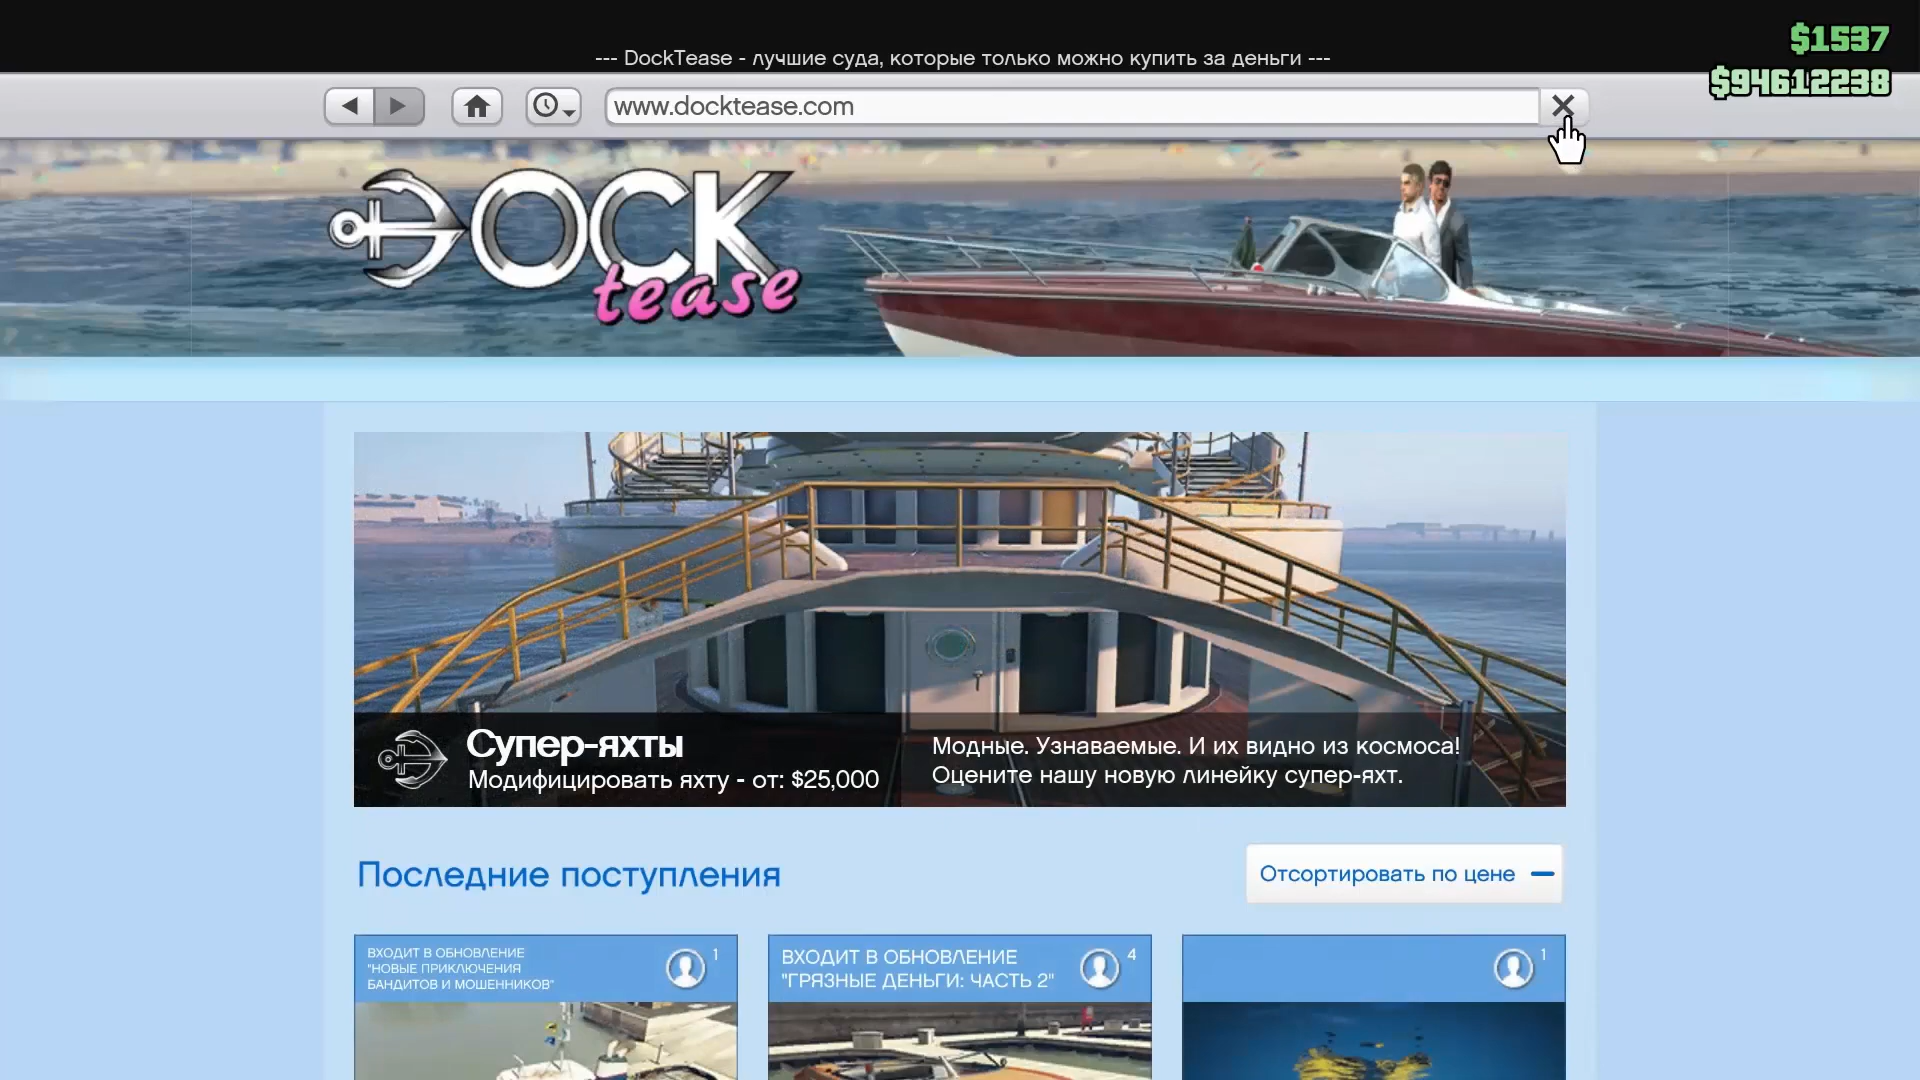 $1537
--- DockTease - лучшие суда, которые только можно купить за деньги ---
$94612238
www.docktease.com
DOCK
tease
Супер-яхты
Модифицировать яхту - от: $25,000
Модные. Узнаваемые. И их видно из космоса!
Оцените нашу новую линейку супер-яхт.
Последние поступления
Отсортировать по цене
ВХОДИТ В ОБНОВЛЕНИЕ
"НОВЫЕ ПРИКЛЮЧЕНИЯ
БАНДИТОВ И МОШЕННИКОВ"
1
ВХОДИТ В ОБНОВЛЕНИЕ
"ГРЯЗНЫЕ ДЕНЬГИ: ЧАСТЬ 2"
4
1